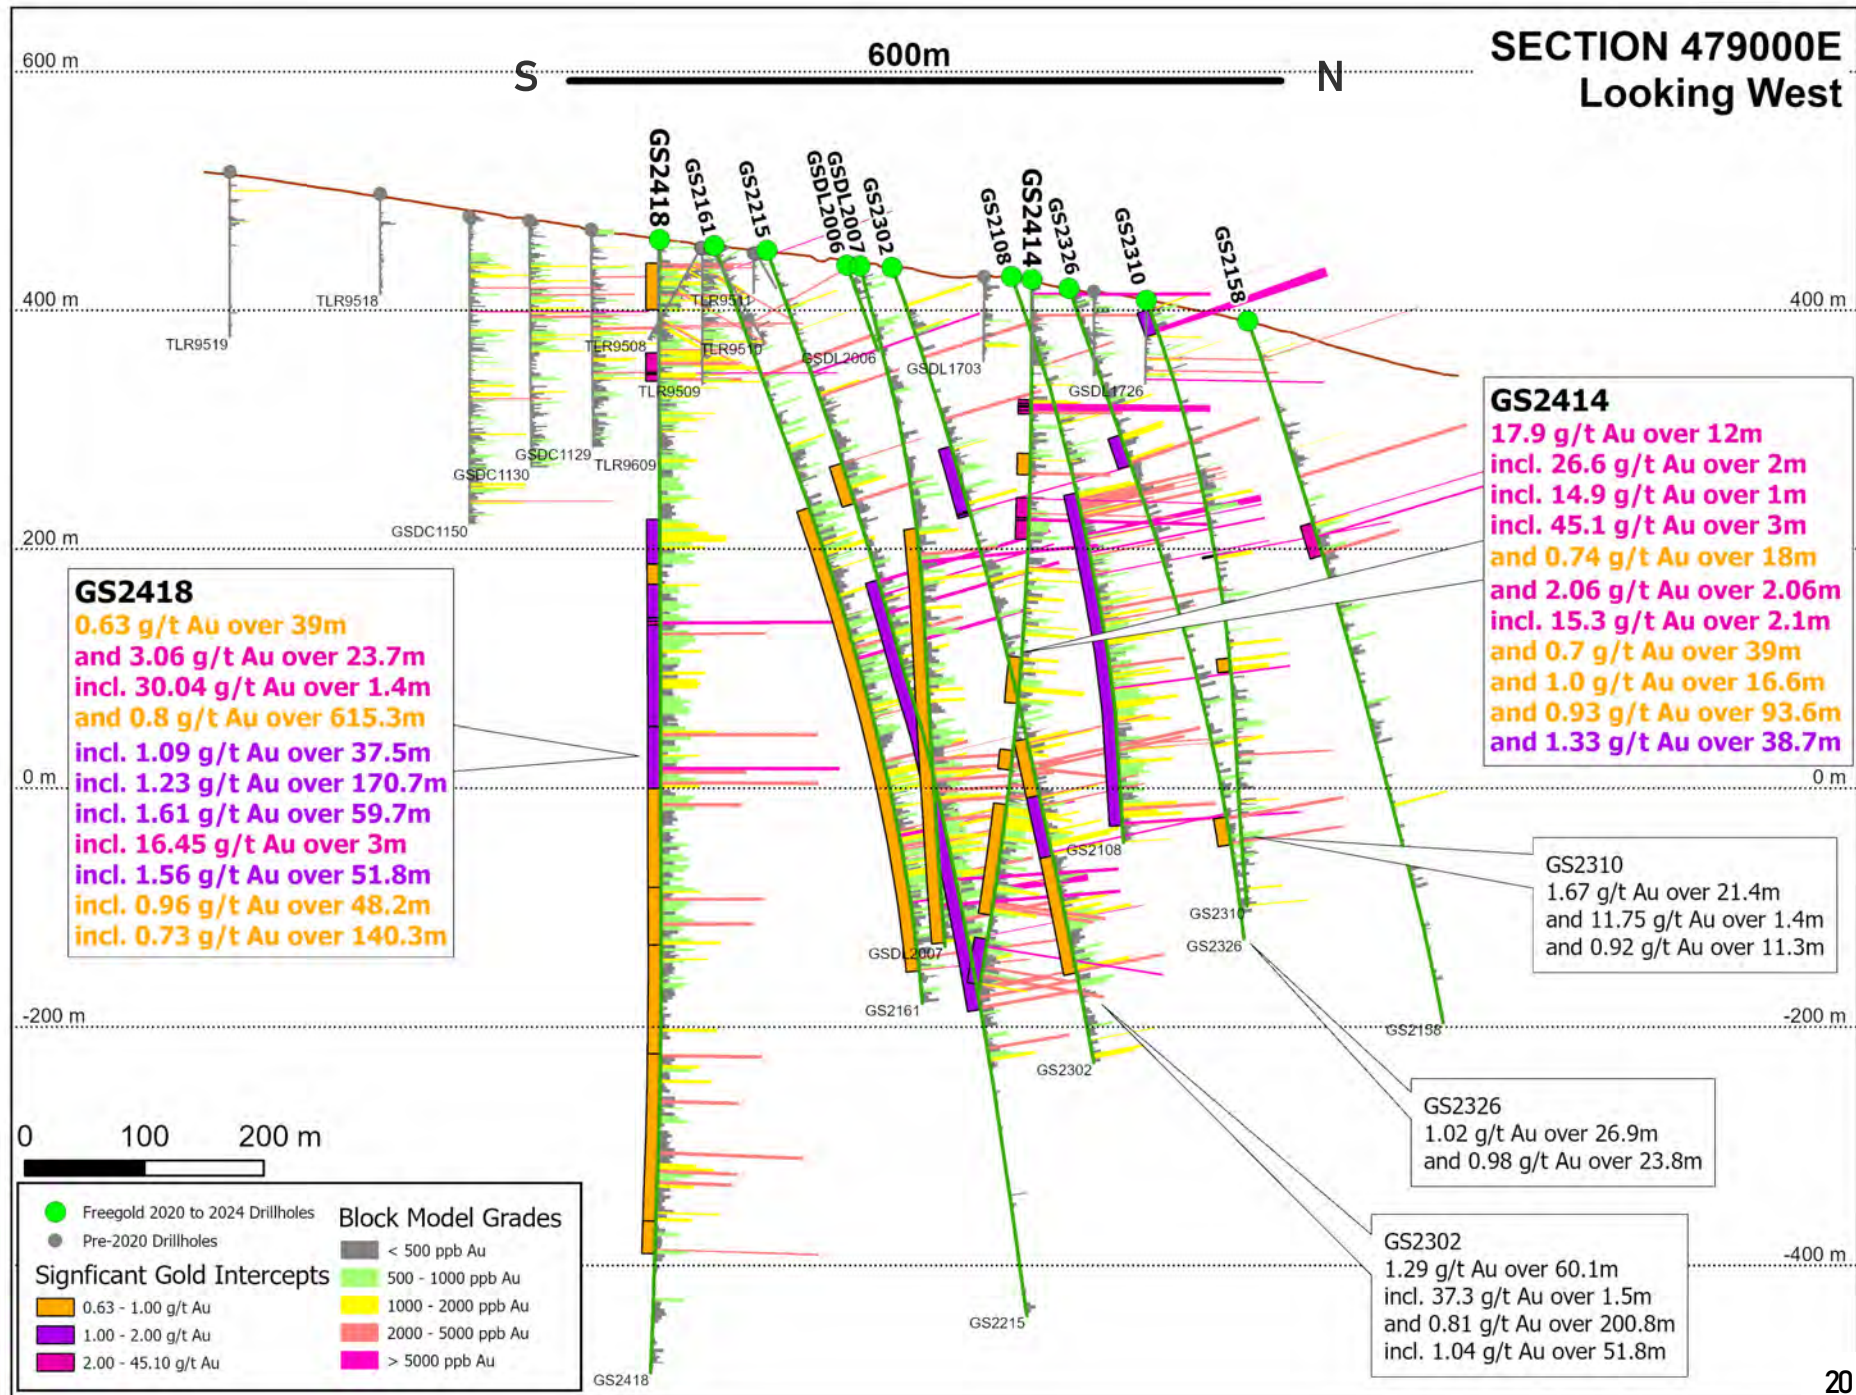 SECTION 479000E
Looking West
600m
S
N
600 m
400 m
400 m
200 m
0 m
0 m
-200 m
-200 m
-400 m
GS2418
GS2161
GS2215
GSDL2006
GSDL2007
GS2302
GS2108
GS2414
GS2326
GS2310
GS2158
TLR9519
TLR9518
GSDC1150
GSDC1130
GSDC1129
TLR9609
TLR9508
TLR9509
TLR9511
TLR9510
GSDL2006
GSDL1703
GSDL1726
GS2108
GSDL2007
GS2161
GS2302
GS2310
GS2326
GS2158
GS2215
GS2418
GS2418
0.63 g/t Au over 39m
and 3.06 g/t Au over 23.7m
incl. 30.04 g/t Au over 1.4m
and 0.8 g/t Au over 615.3m
incl. 1.09 g/t Au over 37.5m
incl. 1.23 g/t Au over 170.7m
incl. 1.61 g/t Au over 59.7m
incl. 16.45 g/t Au over 3m
incl. 1.56 g/t Au over 51.8m
incl. 0.96 g/t Au over 48.2m
incl. 0.73 g/t Au over 140.3m
GS2414
17.9 g/t Au over 12m
incl. 26.6 g/t Au over 2m
incl. 14.9 g/t Au over 1m
incl. 45.1 g/t Au over 3m
and 0.74 g/t Au over 18m
and 2.06 g/t Au over 2.06m
incl. 15.3 g/t Au over 2.1m
and 0.7 g/t Au over 39m
and 1.0 g/t Au over 16.6m
and 0.93 g/t Au over 93.6m
and 1.33 g/t Au over 38.7m
GS2310
1.67 g/t Au over 21.4m
and 11.75 g/t Au over 1.4m
and 0.92 g/t Au over 11.3m
GS2326
1.02 g/t Au over 26.9m
and 0.98 g/t Au over 23.8m
GS2302
1.29 g/t Au over 60.1m
incl. 37.3 g/t Au over 1.5m
and 0.81 g/t Au over 200.8m
incl. 1.04 g/t Au over 51.8m
0 100 200 m
Freegold 2020 to 2024 Drillholes
Pre-2020 Drillholes
Signficant Gold Intercepts
0.63 - 1.00 g/t Au
1.00 - 2.00 g/t Au
2.00 - 45.10 g/t Au
Block Model Grades
< 500 ppb Au
500 - 1000 ppb Au
1000 - 2000 ppb Au
2000 - 5000 ppb Au
> 5000 ppb Au
20